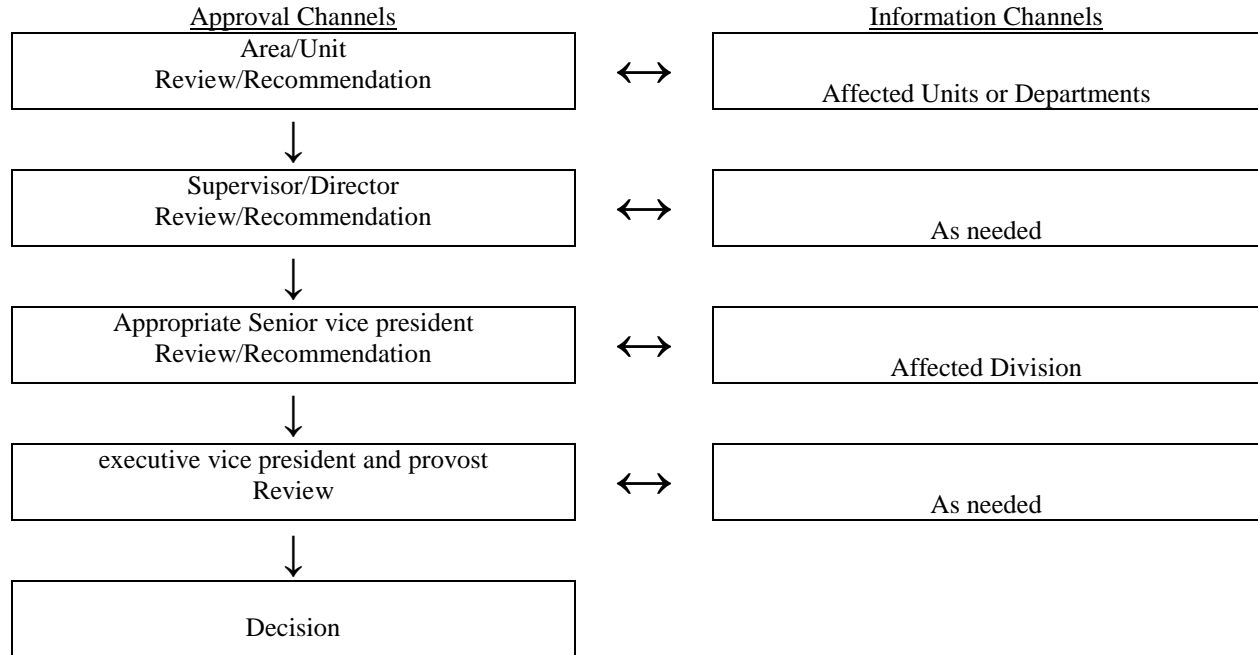 Approval Channels
Information Channels
Area/Unit
Review/Recommendation
Affected Units or Departments
Supervisor/Director
Review/Recommendation
As needed
Appropriate Senior vice president
Review/Recommendation
Affected Division
executive vice president and provost
Review
As needed
Decision